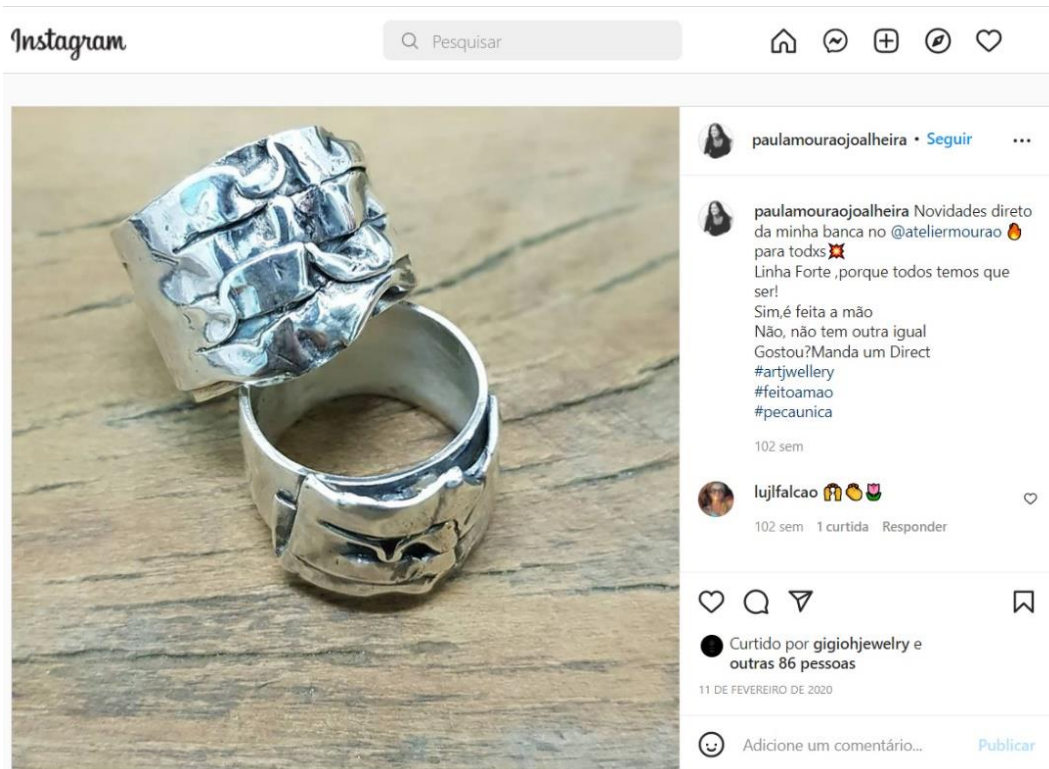 Instagram
Pesquisar
paulamouraojoalheira • Seguir
paulamouraojoalheira Novidades direto
da minha banca no @ateliermourao 🔥
para todxs💥
Linha Forte ,porque todos temos que
ser!
Sim,é feita a mão
Não, não tem outra igual
Gostou?Manda um Direct
#artjwellery
#feitoamao
#pecaunica
102 sem
lujlfalcao 🙌👏🌷
102 sem 1 curtida Responder
Curtido por gigiohjewelry e
outras 86 pessoas
11 DE FEVEREIRO DE 2020
Adicione um comentário... Publicar